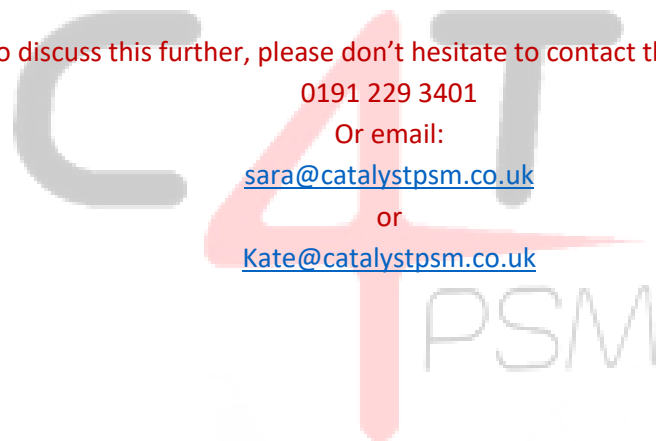 o discuss this further, please don’t hesitate to contact th
0191 229 3401
Or email:
sara@catalystpsm.co.uk
or
Kate@catalystpsm.co.uk
C4T
PSM